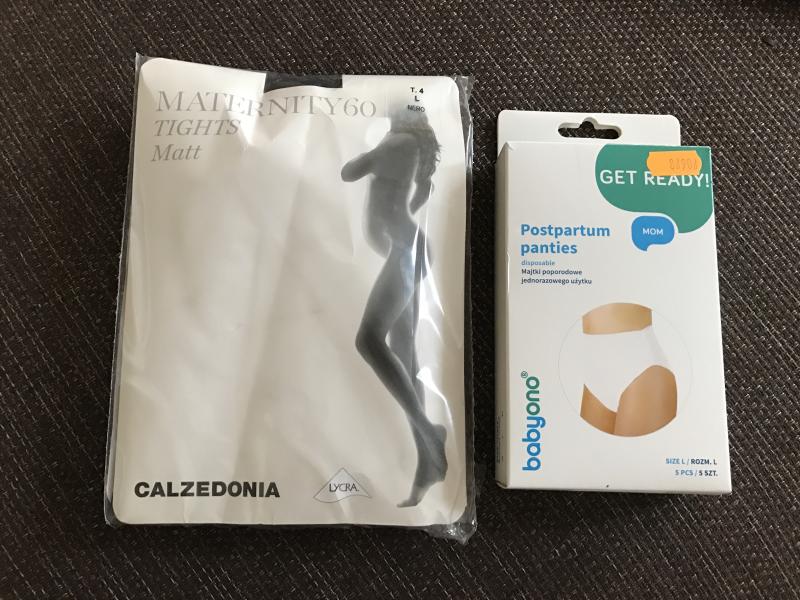 MATERNITY60
TIGHTS
Matt
T. 4
L
NERO
CALZEDONIA
LYCRA.
GET READY!
MOM
Postpartum
panties
disposable
Majtki poporodowe
jednorazowego użytku
babyono®
SIZE L / ROZM. L
5 PCS / 5 SZT.